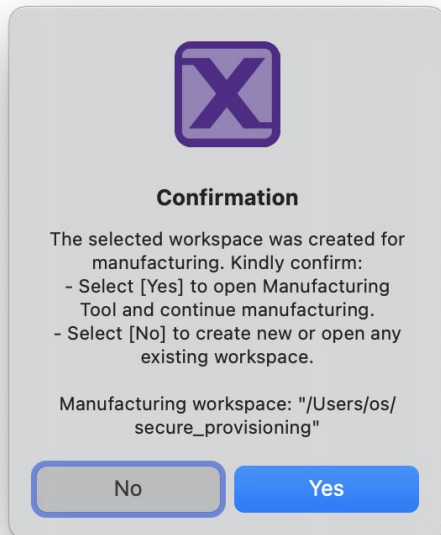 X
Confirmation
The selected workspace was created for
manufacturing. Kindly confirm:
- Select [Yes] to open Manufacturing
Tool and continue manufacturing.
- Select [No] to create new or open any
existing workspace.
Manufacturing workspace: "/Users/os/
secure_provisioning"
No
Yes